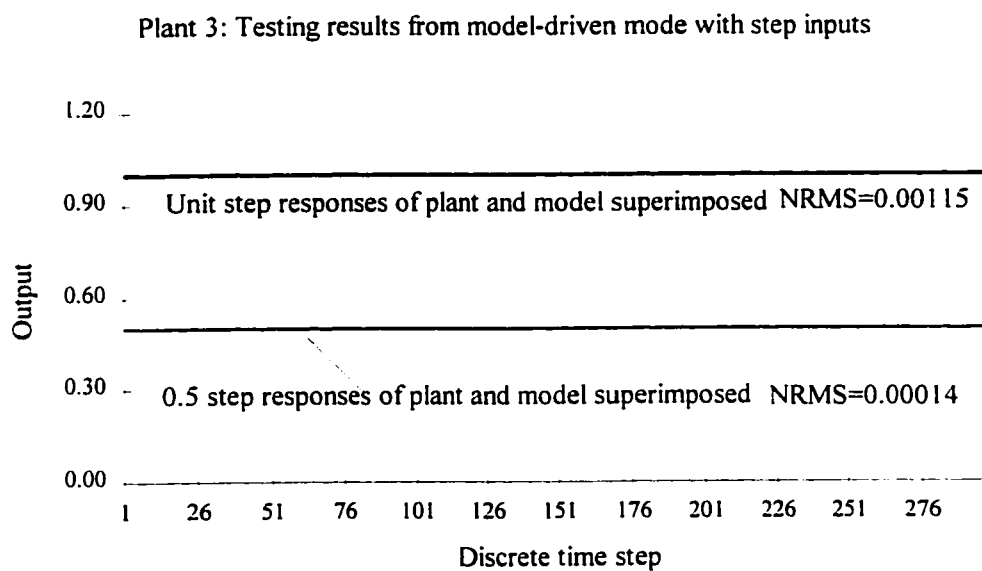 Plant 3: Testing results from model-driven mode with step inputs
1.20
0.90
Unit step responses of plant and model superimposed NRMS=0.00115
0.60
Output
0.30
0.5 step responses of plant and model superimposed NRMS=0.00014
0.00
1 26 51 76 101 126 151 176 201 226 251 276
Discrete time step